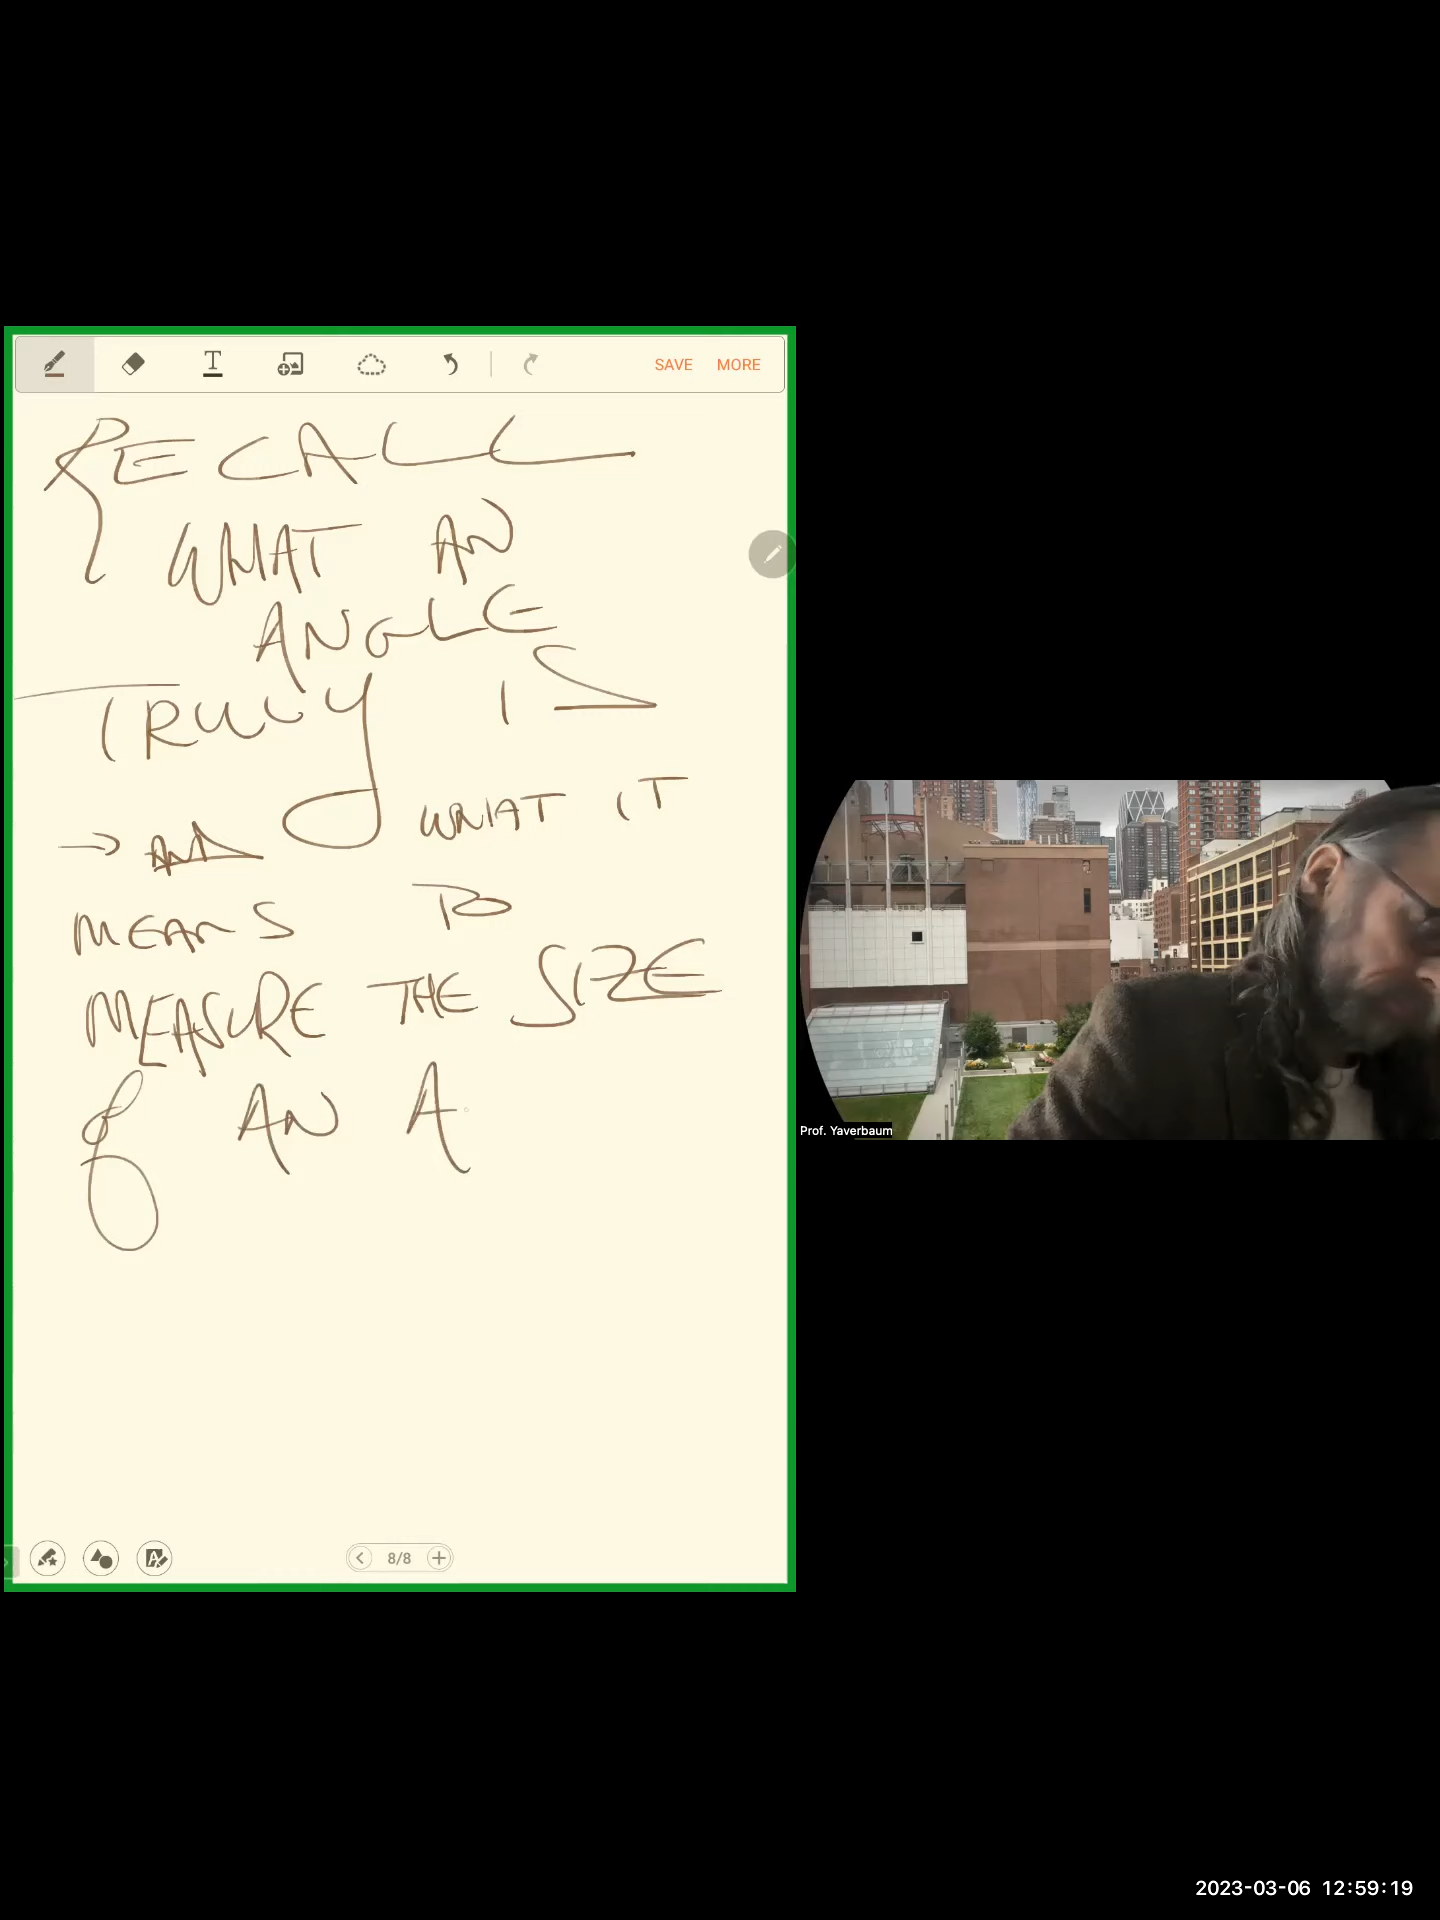 T
SAVE MORE
RECALL
WHAT AN
ANGLE
TRULY IS
→ AND WHAT IT
MEANS TO
MEASURE THE SIZE
of AN A
8/8
Prof. Yaverbaum
2023-03-06 12:59:19